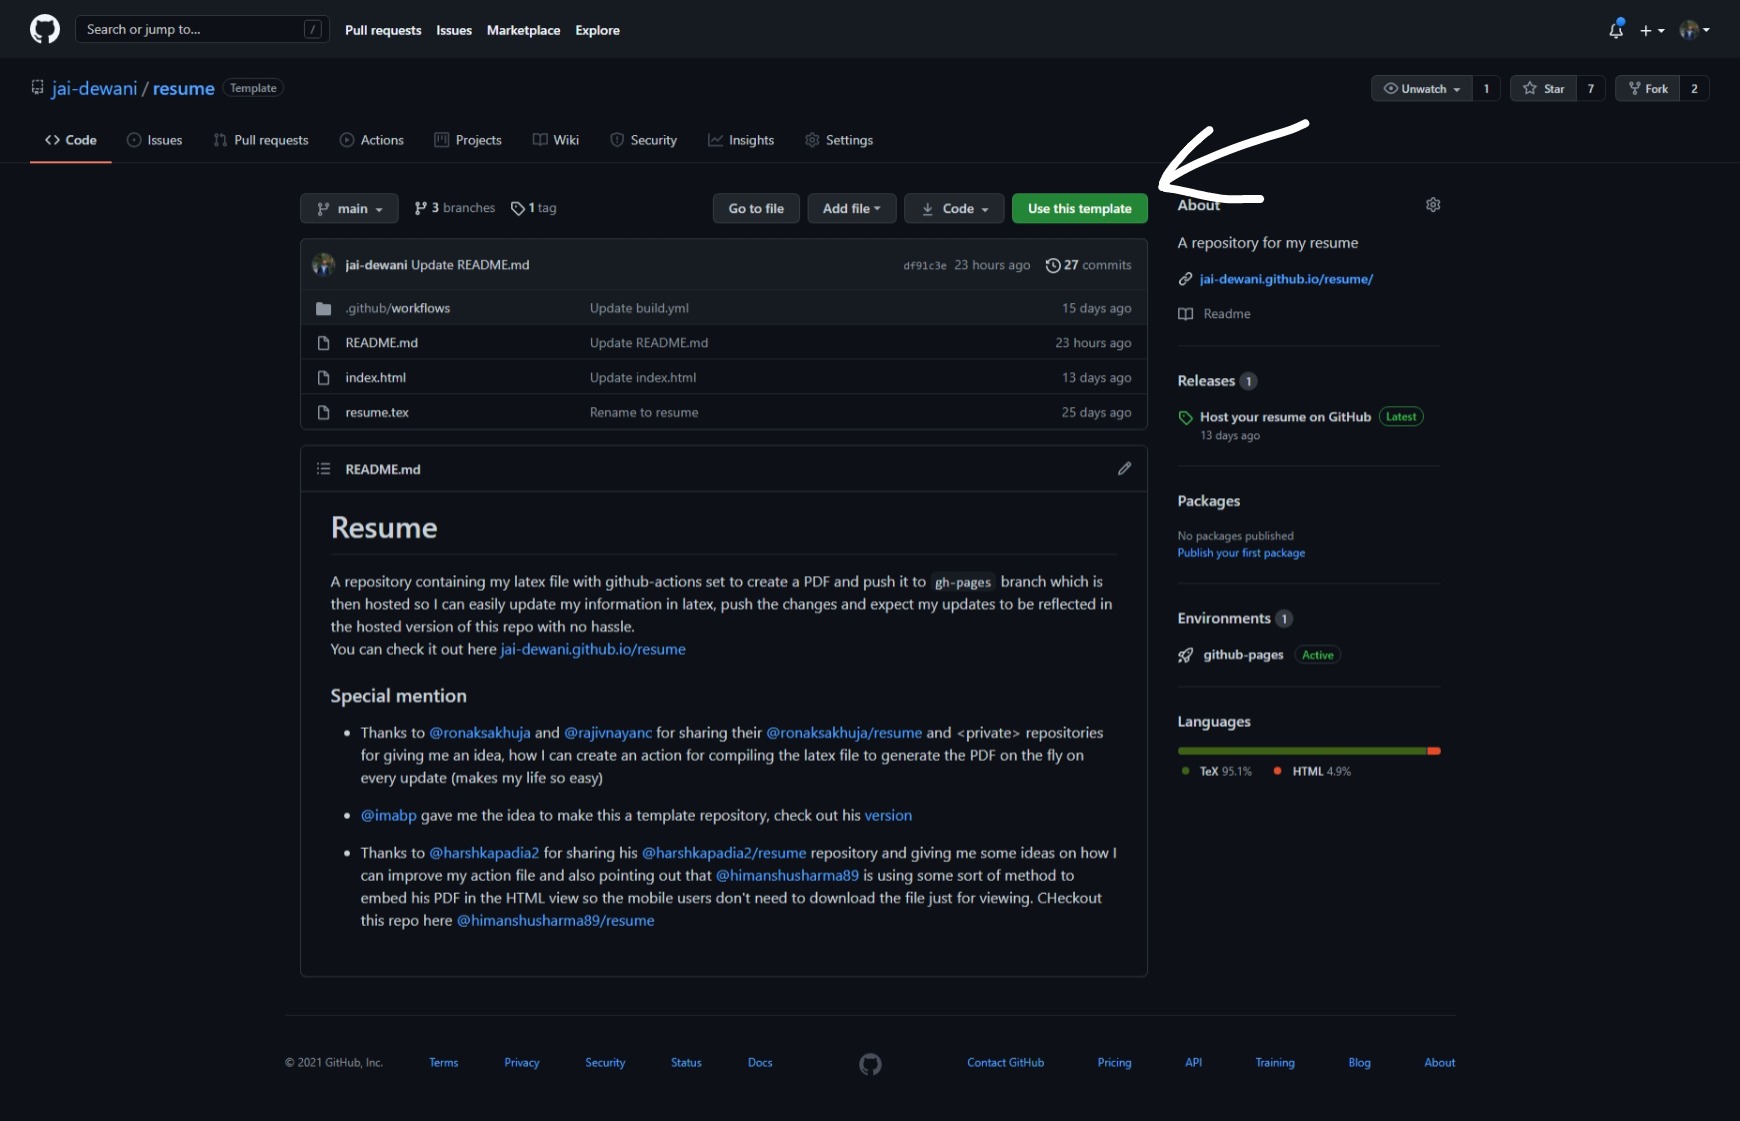 Search or jump to... /
Pull requests Issues Marketplace Explore
jai-dewani / resume Template
Unwatch 1 Star 7 Fork 2
Code Issues Pull requests Actions Projects Wiki Security Insights Settings
main 3 branches 1 tag
Go to file Add file Code Use this template
jai-dewani Update README.md df91c3e 23 hours ago 27 commits
.github/workflows Update build.yml 15 days ago
README.md Update README.md 23 hours ago
index.html Update index.html 13 days ago
resume.tex Rename to resume 25 days ago
README.md
Resume
A repository containing my latex file with github-actions set to create a PDF and push it to gh-pages branch which is
then hosted so I can easily update my information in latex, push the changes and expect my updates to be reflected in
the hosted version of this repo with no hassle.
You can check it out here jai-dewani.github.io/resume
Special mention
• Thanks to @ronaksakhuja and @rajivnayanc for sharing their @ronaksakhuja/resume and <private> repositories
for giving me an idea, how I can create an action for compiling the latex file to generate the PDF on the fly on
every update (makes my life so easy)
• @imabp gave me the idea to make this a template repository, check out his version
• Thanks to @harshkapadia2 for sharing his @harshkapadia2/resume repository and giving me some ideas on how I
can improve my action file and also pointing out that @himanshusharma89 is using some sort of method to
embed his PDF in the HTML view so the mobile users don't need to download the file just for viewing. CHeckout
this repo here @himanshusharma89/resume
About
A repository for my resume
jai-dewani.github.io/resume/
Readme
Releases 1
Host your resume on GitHub Latest
13 days ago
Packages
No packages published
Publish your first package
Environments 1
github-pages Active
Languages
TeX 95.1% HTML 4.9%
© 2021 GitHub, Inc. Terms Privacy Security Status Docs Contact GitHub Pricing API Training Blog About